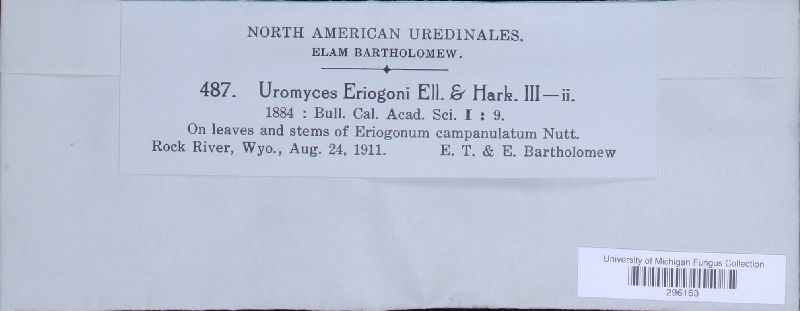 NORTH AMERICAN UREDINALES.
ELAM BARTHOLOMEW.
487. Uromyces Eriogoni Ell. & Hark. III—ii.
1884 : Bull. Cal. Acad. Sci. I : 9.
On leaves and stems of Eriogonum campanulatum Nutt.
Rock River, Wyo., Aug. 24, 1911. E. T. & E. Bartholomew
University of Michigan Fungus Collection
296153